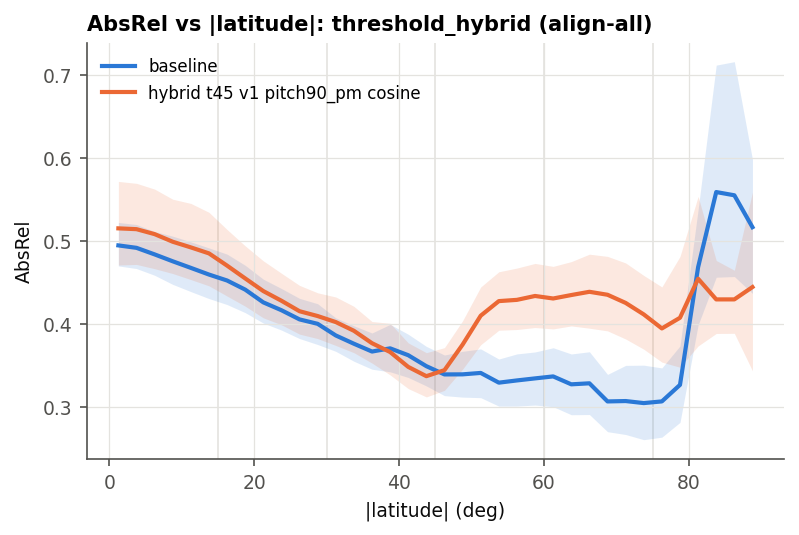 AbsRel vs |latitude|: threshold_hybrid (align-all)
baseline
hybrid t45 v1 pitch90_pm cosine
AbsRel
0.7
0.6
0.5
0.4
0.3
0 20 40 60 80
|latitude| (deg)